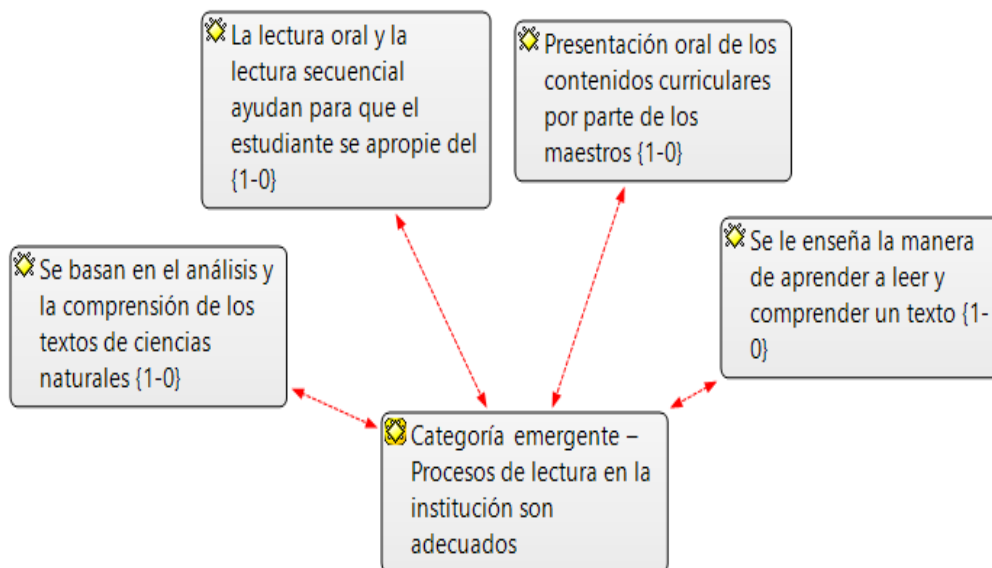 La lectura oral y la
lectura secuencial
ayudan para que el
estudiante se apropie del
{1-0}
Presentación oral de los
contenidos curriculares
por parte de los
maestros {1-0}
Se basan en el análisis y
la comprensión de los
textos de ciencias
naturales {1-0}
Se le enseña la manera
de aprender a leer y
comprender un texto {1-
0}
Categoría emergente –
Procesos de lectura en la
institución son
adecuados